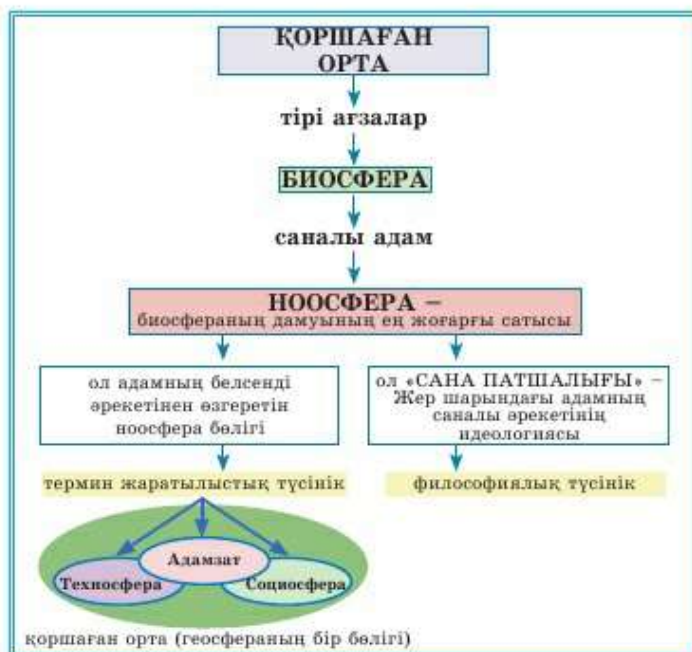 ҚОРШАҒАН
ОРТА
тірі ағзалар
БИОСФЕРА
саналы адам
НООСФЕРА –
биосфераның дамуының ең жоғарғы сатысы
ол адамның белсенді
әрекетінен өзгеретін
ноосфера бөлігі
ол «САНА ПАТШАЛЫҒЫ» –
Жер шарындағы адамның
саналы әрекетінің
идеологиясы
термин жаратылыстық түсінік
философиялық түсінік
Адамзат
Техносфера
Социосфера
қоршаған орта (геосфераның бір бөлігі)